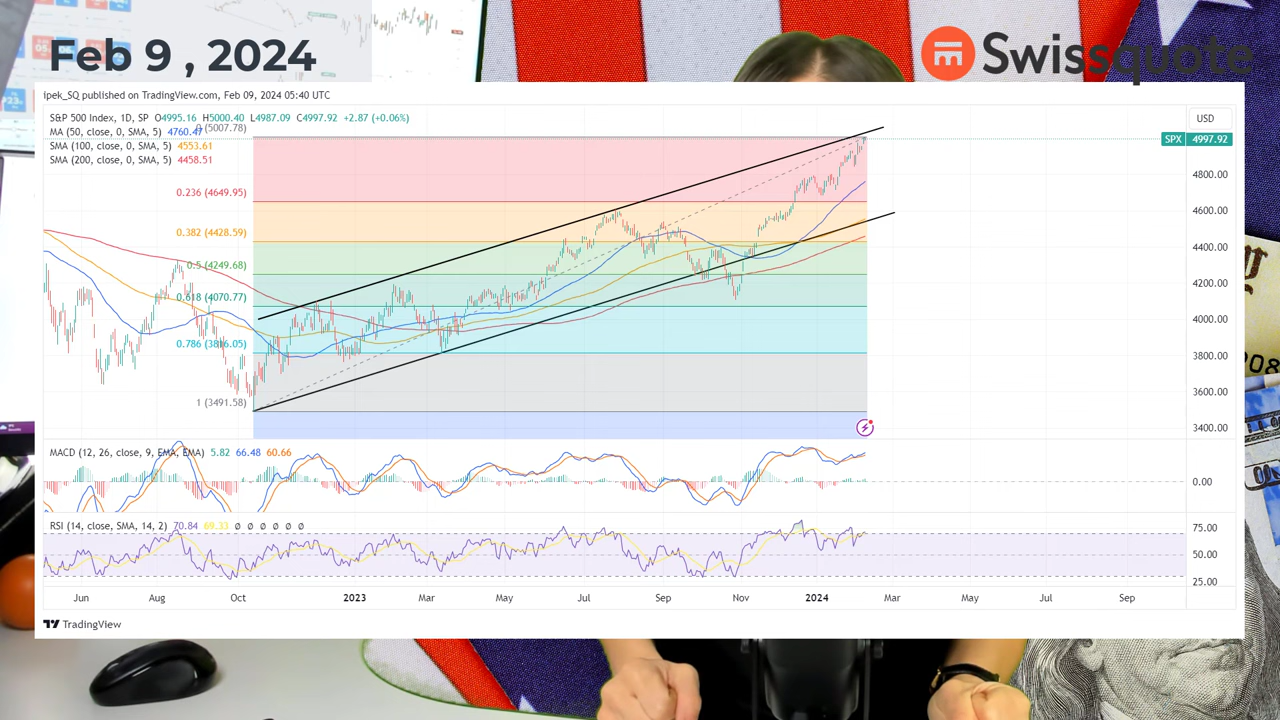 Feb 9 , 2024
Swissquote
ipek_SQ published on TradingView.com, Feb 09, 2024 05:40 UTC
S&P 500 Index, 1D, SP O4995.16 H5000.40 L4987.09 C4997.92 +2.87 (+0.06%)
USD
MA (50, close, 0, SMA, 5) 4760.47
0 (5007.78)
SMA (100, close, 0, SMA, 5) 4553.61
SMA (200, close, 0, SMA, 5) 4458.51
SPX 4997.92
4800.00
0.236 (4649.95)
4600.00
0.382 (4428.59)
4400.00
0.5 (4249.68)
4200.00
0.618 (4070.77)
4000.00
0.786 (3816.05)
3800.00
3600.00
1 (3491.58)
3400.00
MACD (12, 26, close, 9, EMA, EMA) 5.82 66.48 60.66
0.00
RSI (14, close, SMA, 14, 2) 70.84 69.33 ø ø ø ø ø ø
75.00
50.00
25.00
Jun Aug Oct 2023 Mar May Jul Sep Nov 2024 Mar May Jul Sep
TradingView